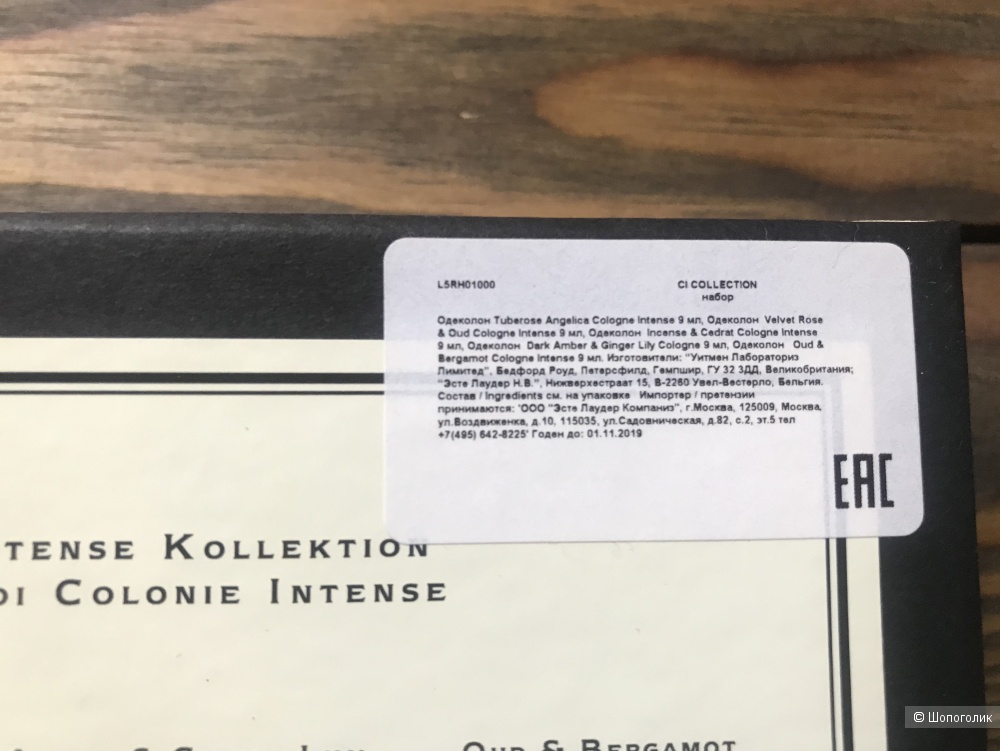 L5RH01000 CI COLLECTION
набор
Одеколон Tuberose Angelica Cologne Intense 9 мл, Одеколон Velvet Rose
& Oud Cologne Intense 9 мл, Одеколон Incense & Cedrat Cologne Intense
9 мл, Одеколон Dark Amber & Ginger Lily Cologne 9 мл, Одеколон Oud &
Bergamot Cologne Intense 9 мл. Изготовители: "Уитмен Лабораториз
Лимитед", Бедфорд Роуд, Петерсфилд, Гемпшир, ГУ 32 3ДД, Великобритания;
"Эсте Лаудер Н.В.", Нижверхестраат 15, В-2260 Увел-Вестерло, Бельгия.
Состав / Ingredients см. на упаковке Импортер / претензии
принимаются: 'ООО "Эсте Лаудер Компаниз", г.Москва, 125009, Москва,
ул.Воздвиженка, д.10, 115035, ул.Садовническая, д.82, с.2, эт.5 тел
+7(495) 642-8225' Годен до: 01.11.2019
EAC
TENSE KOLLEKTION
DI COLONIE INTENSE
OUD & BERGAMOT
© Шопоголик